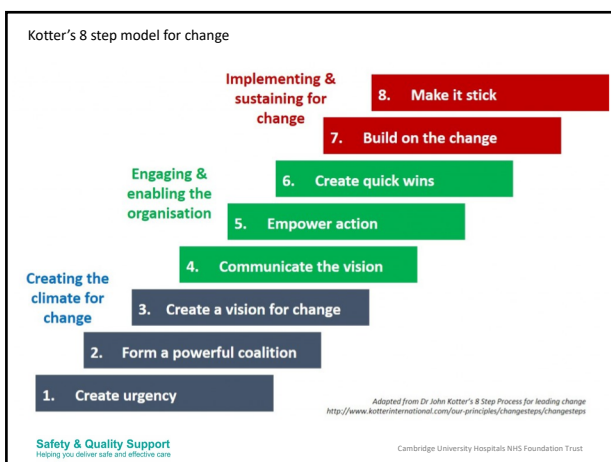 Kotter's 8 step model for change
Implementing &
sustaining for
change
8. Make it stick
7. Build on the change
Engaging &
enabling the
organisation
6. Create quick wins
5. Empower action
4. Communicate the vision
Creating the
climate for
change
3. Create a vision for change
2. Form a powerful coalition
1. Create urgency
Adapted from Dr John Kotter's 8 Step Process for leading change
http://www.kotterinternational.com/our-principles/changesteps/changesteps
Safety & Quality Support
Helping you deliver safe and effective care
Cambridge University Hospitals NHS Foundation Trust